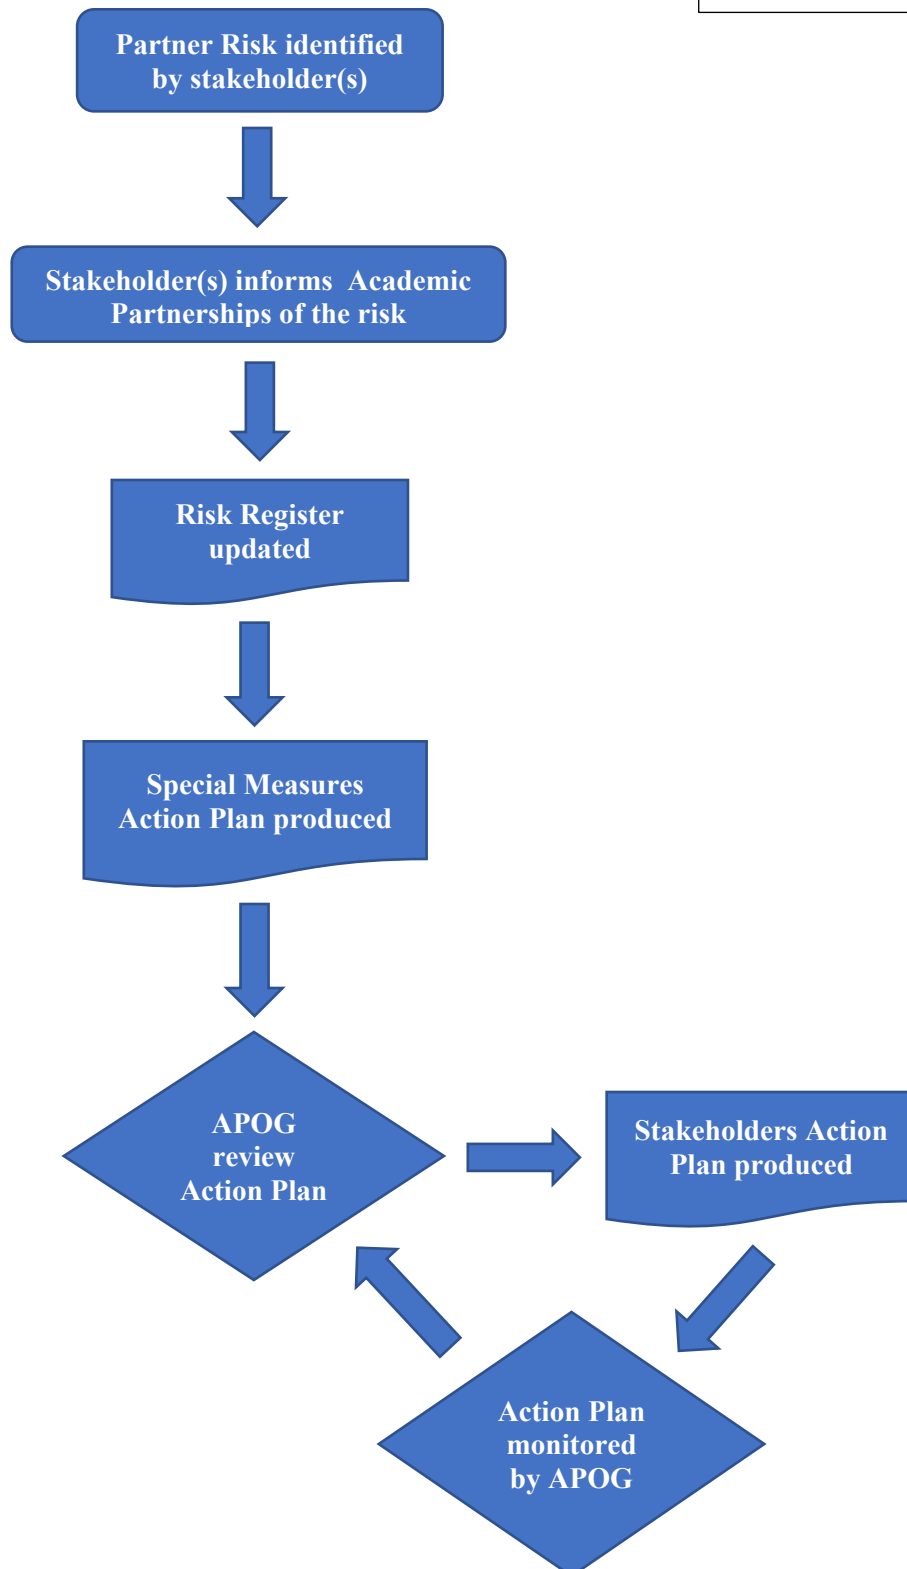 Partner Risk identified
by stakeholder(s)
Stakeholder(s) informs Academic
Partnerships of the risk
Risk Register
updated
Special Measures
Action Plan produced
APOG
review
Action Plan
Stakeholders Action
Plan produced
Action Plan
monitored
by APOG